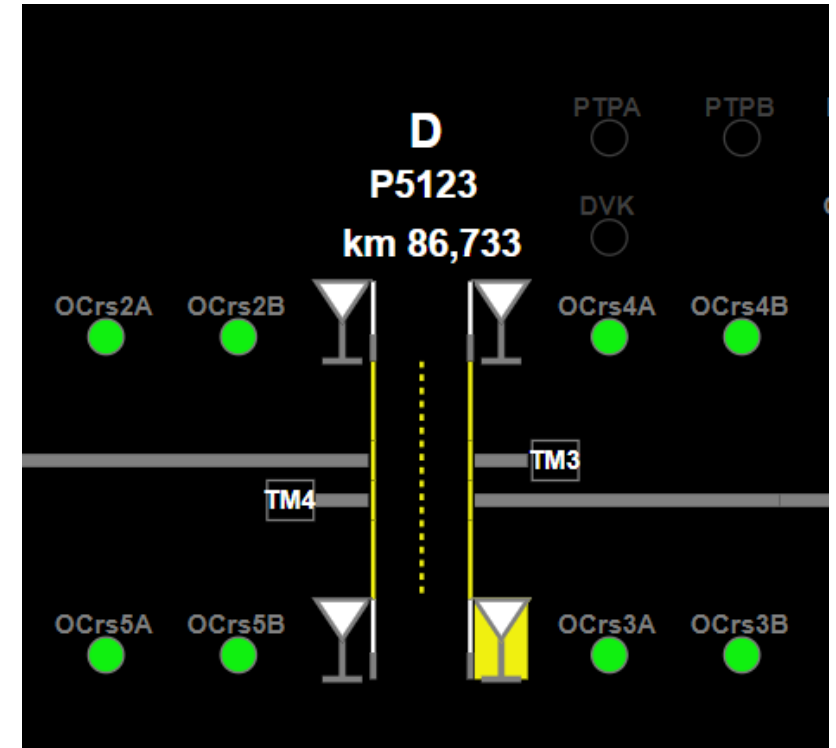 PTPA PTPB
D
P5123
DVK
km 86,733
OCrs2A OCrs2B OCrs4A OCrs4B
TM3
TM4
OCrs5A OCrs5B OCrs3A OCrs3B